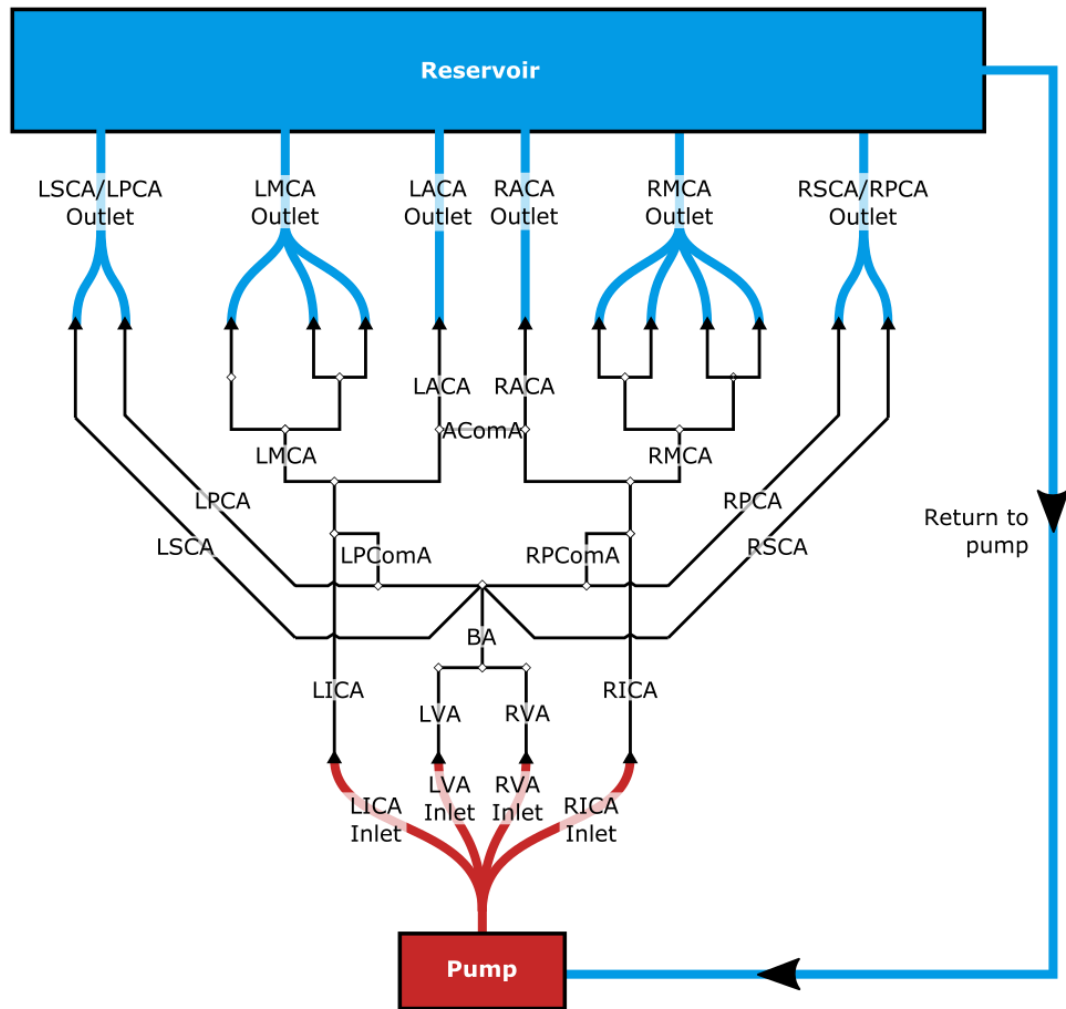 Reservoir
LSCA/LPCA
Outlet
LMCA
Outlet
LACA
Outlet
RACA
Outlet
RMCA
Outlet
RSCA/RPCA
Outlet
LACA
RACA
AComA
LMCA
RMCA
LPCA
RPCA
LSCA
RSCA
Return to
pump
LPComA
RPComA
BA
LICA
RICA
LVA
RVA
LICA
Inlet
LVA
Inlet
RVA
Inlet
RICA
Inlet
Pump